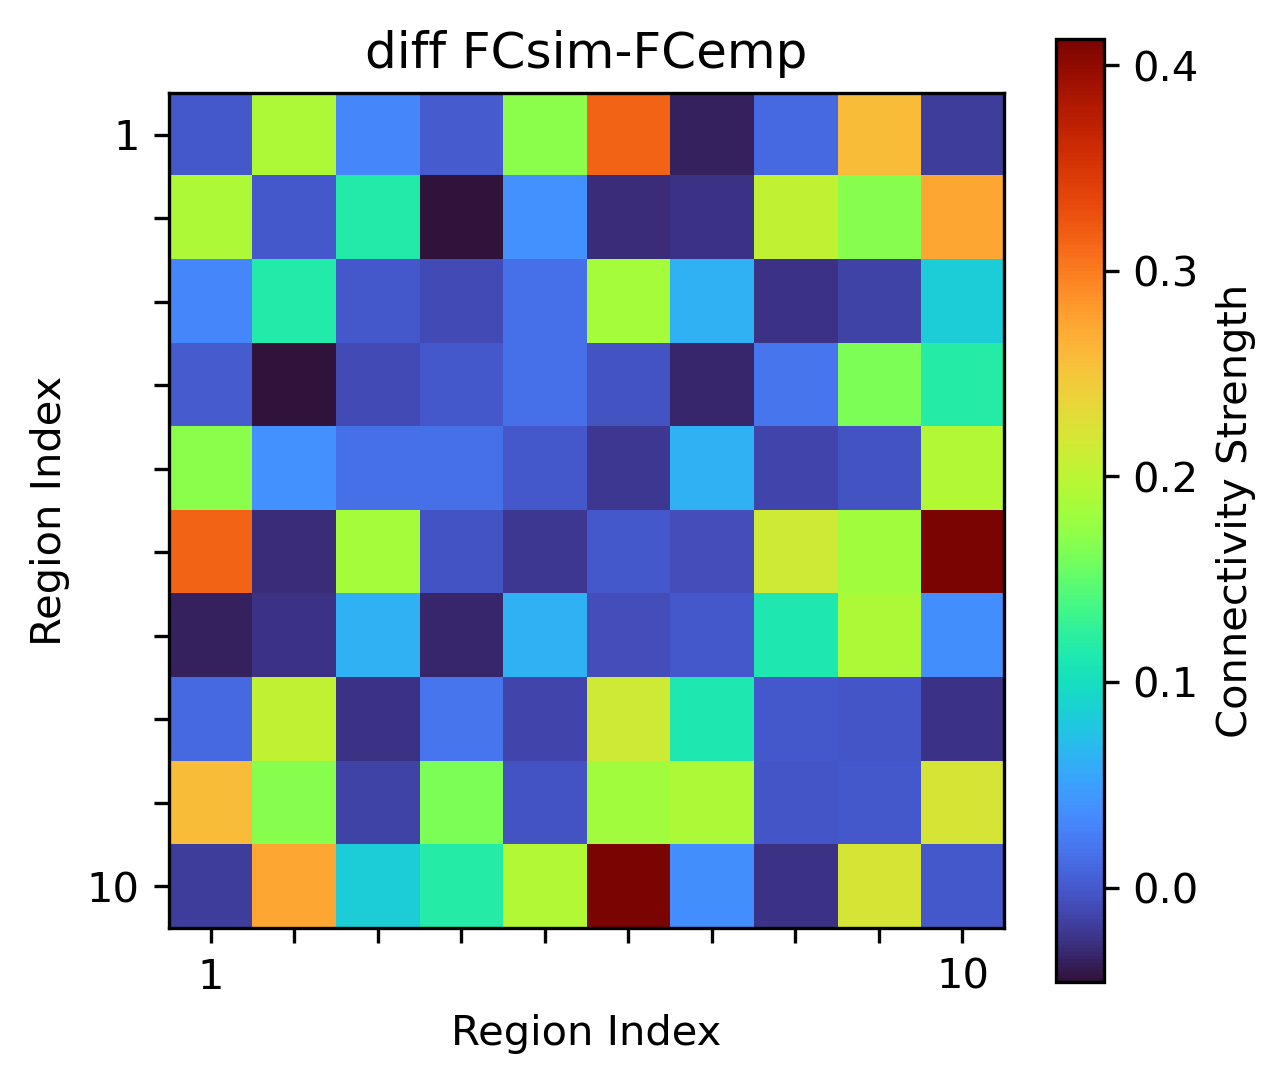 diff FCsim-FCemp
1
10
Region Index
1
10
Region Index
0.4
0.3
0.2
0.1
0.0
Connectivity Strength